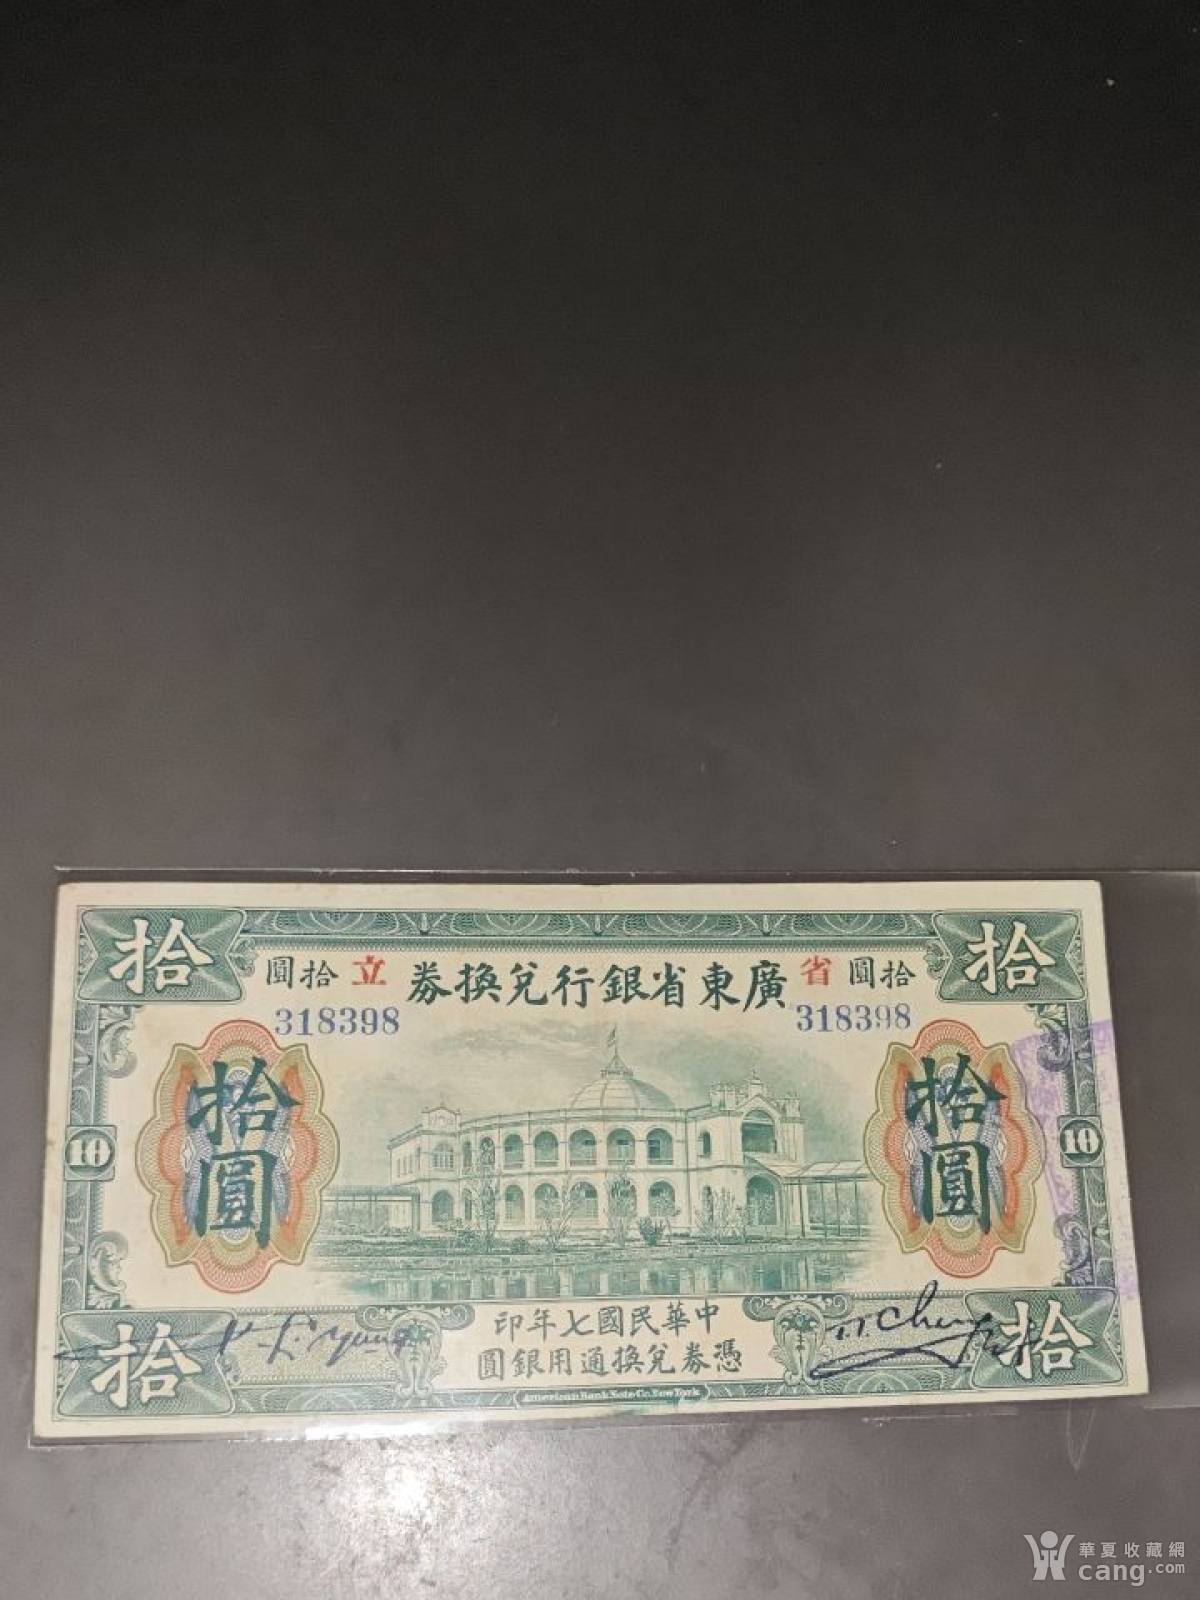 拾 拾
圓拾 立 券換兌行銀省東廣 省 圓拾
318398 318398
拾圓 拾圓
10 10
印年七國民華中
圓銀用通換兌券憑
拾 拾
American Bank Note Co. New York
華夏收藏網
cang.com